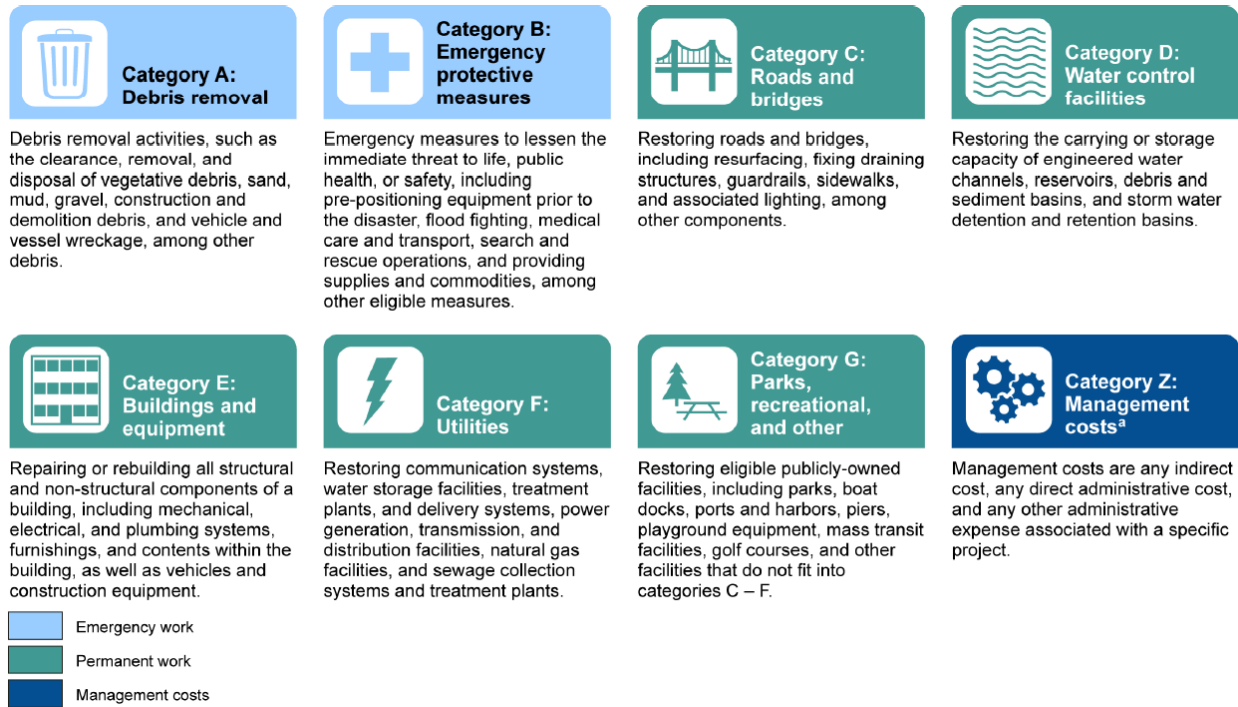 Category A:
Debris removal
Debris removal activities, such as
the clearance, removal, and
disposal of vegetative debris, sand,
mud, gravel, construction and
demolition debris, and vehicle and
vessel wreckage, among other
debris.
Category B:
Emergency
protective
measures
Emergency measures to lessen the
immediate threat to life, public
health, or safety, including
pre-positioning equipment prior to
the disaster, flood fighting, medical
care and transport, search and
rescue operations, and providing
supplies and commodities, among
other eligible measures.
Category C:
Roads and
bridges
Restoring roads and bridges,
including resurfacing, fixing draining
structures, guardrails, sidewalks,
and associated lighting, among
other components.
Category D:
Water control
facilities
Restoring the carrying or storage
capacity of engineered water
channels, reservoirs, debris and
sediment basins, and storm water
detention and retention basins.
Category E:
Buildings and
equipment
Repairing or rebuilding all structural
and non-structural components of a
building, including mechanical,
electrical, and plumbing systems,
furnishings, and contents within the
building, as well as vehicles and
construction equipment.
Category F:
Utilities
Restoring communication systems,
water storage facilities, treatment
plants, and delivery systems, power
generation, transmission, and
distribution facilities, natural gas
facilities, and sewage collection
systems and treatment plants.
Category G:
Parks,
recreational,
and other
Restoring eligible publicly-owned
facilities, including parks, boat
docks, ports and harbors, piers,
playground equipment, mass transit
facilities, golf courses, and other
facilities that do not fit into
categories C – F.
Category Z:
Management
costsª
Management costs are any indirect
cost, any direct administrative cost,
and any other administrative
expense associated with a specific
project.
Emergency work
Permanent work
Management costs